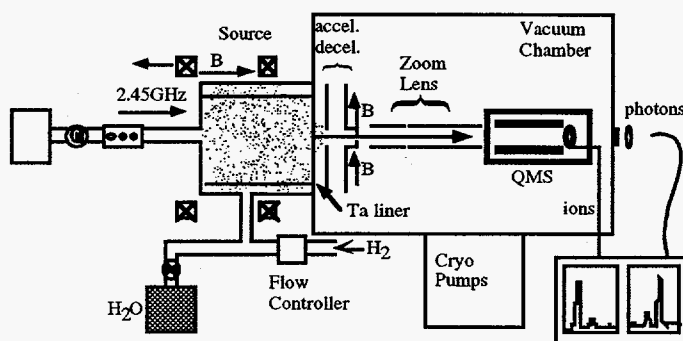 Source
accel.
decel.
Vacuum
Chamber
B
Zoom
Lens
2.45GHz
B
photons
B
QMS
Ta liner
ions
H2
Cryo
Pumps
Flow
Controller
H2O